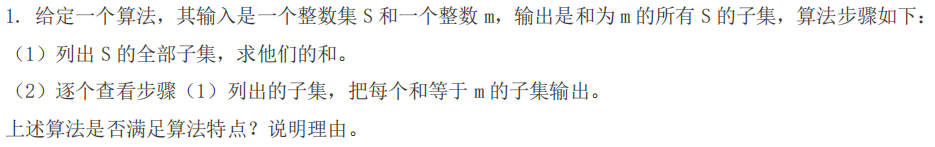 1. 给定一个算法，其输入是一个整数集 S 和一个整数 m，输出是和为 m 的所有 S 的子集，算法步骤如下：
（1）列出 S 的全部子集，求他们的和。
（2）逐个查看步骤（1）列出的子集，把每个和等于 m 的子集输出。
上述算法是否满足算法特点？说明理由。